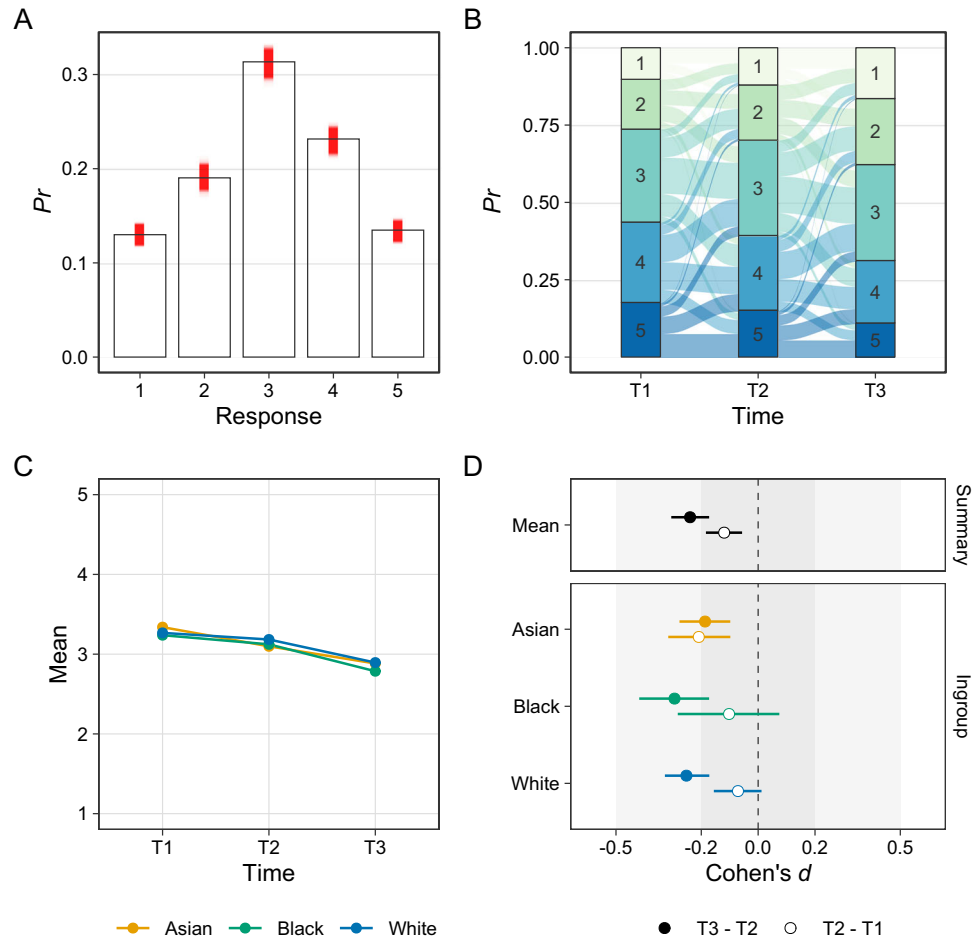 A
0.3
0.2
0.1
0.0
Pr
1 2 3 4 5
Response
B
1.00
0.75
0.50
0.25
0.00
Pr
1 2 3 4 5
1 2 3 4 5
1 2 3 4 5
T1 T2 T3
Time
C
5
4
3
2
1
Mean
T1 T2 T3
Time
Asian Black White
D
Mean
Summary
Asian
Black
White
Ingroup
-0.5 -0.2 0.0 0.2 0.5
Cohen's d
T3 - T2 T2 - T1